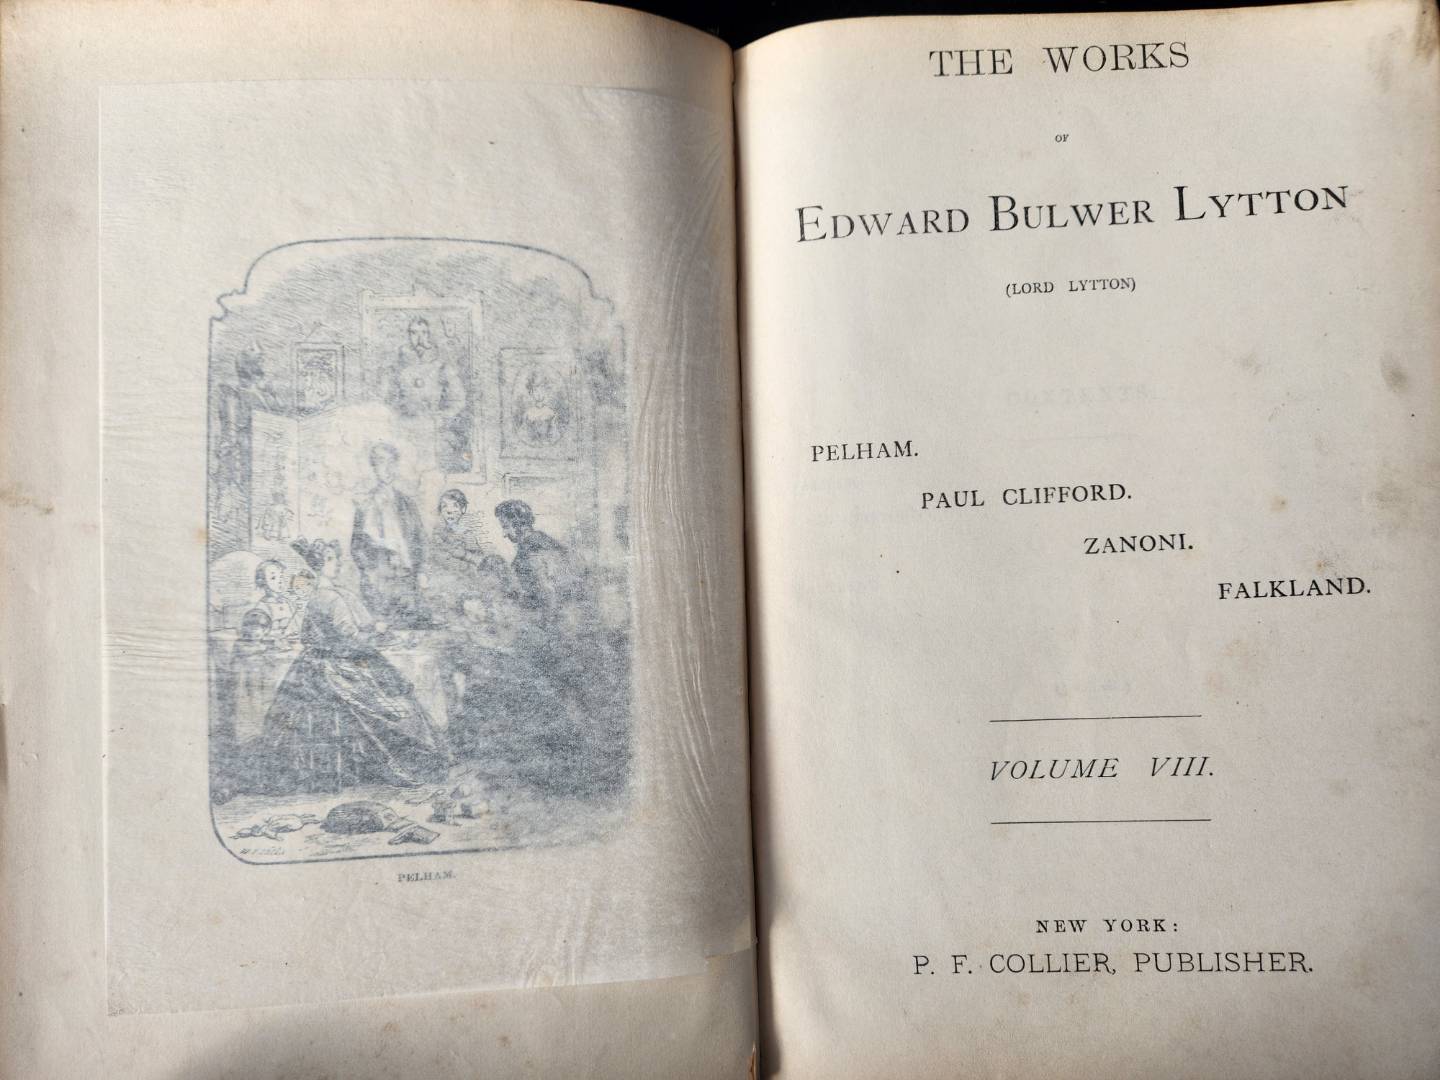 PELHAM.
THE WORKS
OF
EDWARD BULWER LYTTON
(LORD LYTTON)
PELHAM.
PAUL CLIFFORD.
ZANONI.
FALKLAND.
VOLUME VIII.
NEW YORK:
P. F. COLLIER, PUBLISHER.